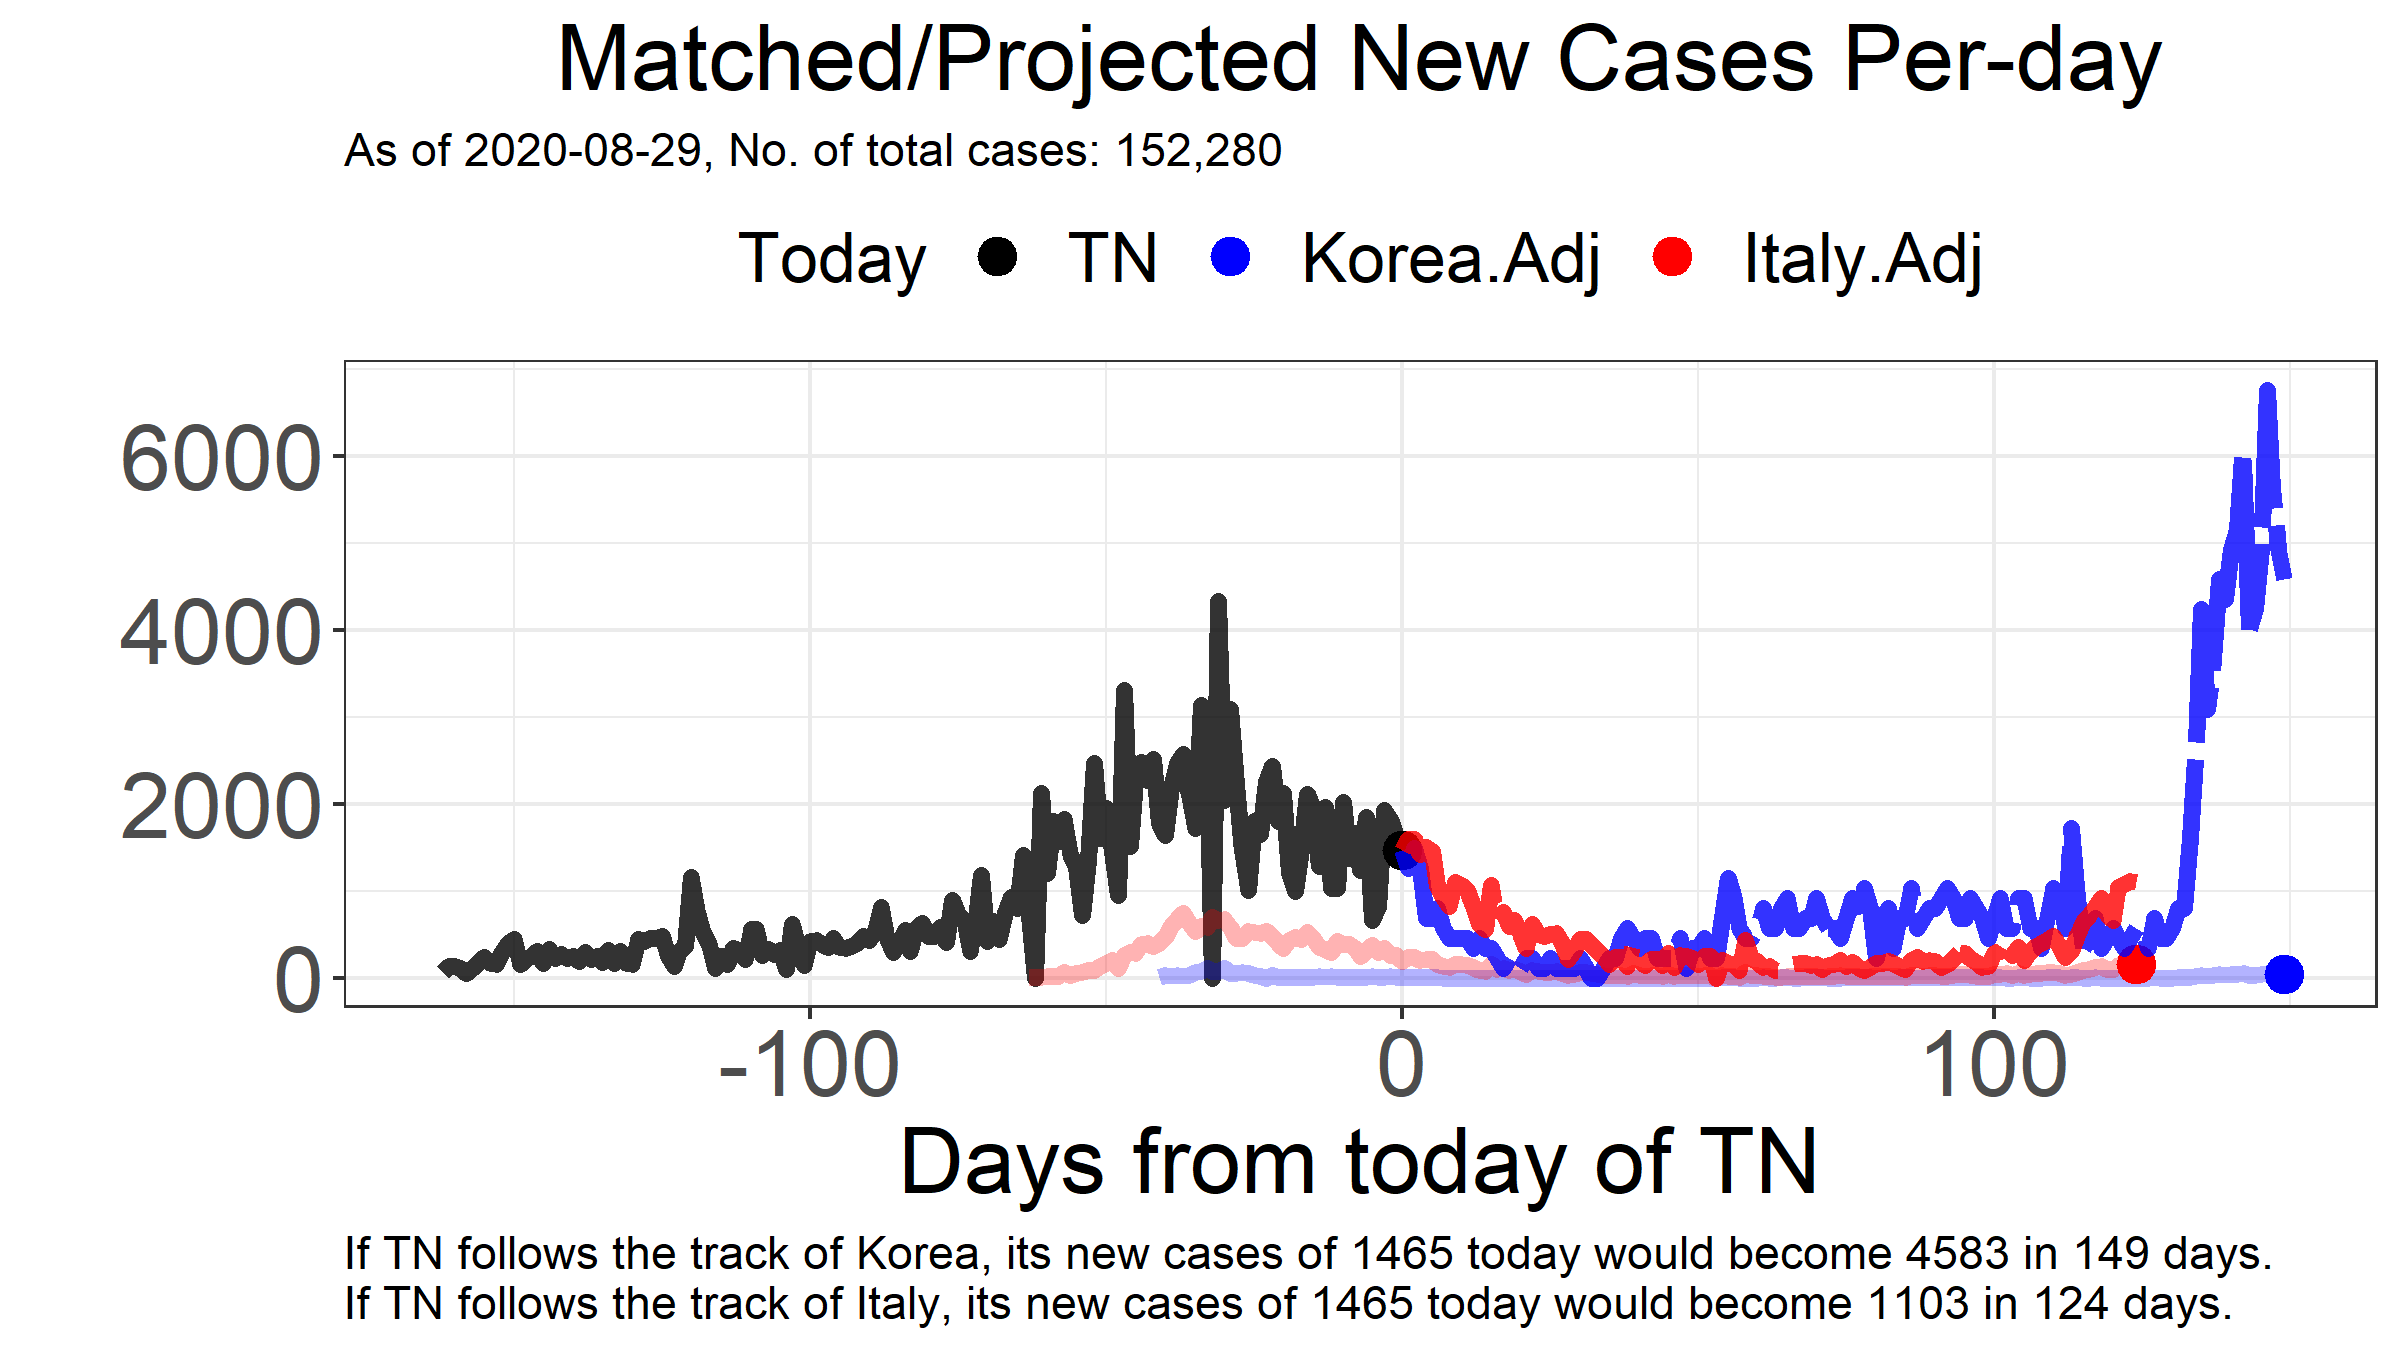 Matched/Projected New Cases Per-day
As of 2020-08-29, No. of total cases: 152,280
Today TN Korea.Adj Italy.Adj
6000
4000
2000
0
-100 0 100
Days from today of TN
If TN follows the track of Korea, its new cases of 1465 today would become 4583 in 149 days.
If TN follows the track of Italy, its new cases of 1465 today would become 1103 in 124 days.